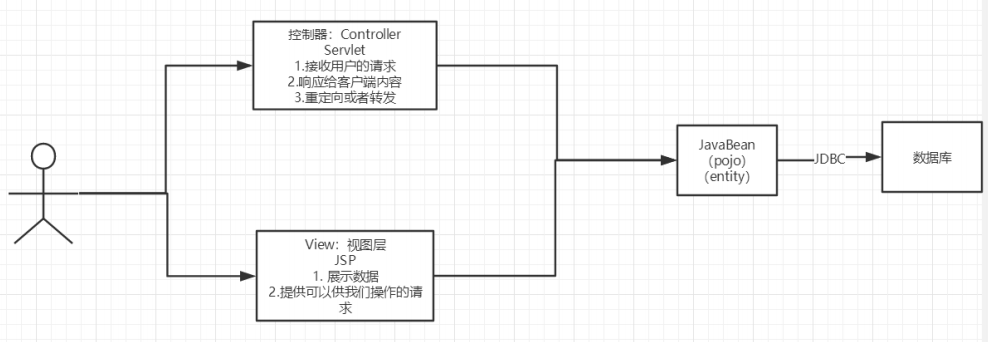 控制器：Controller
Servlet
1.接收用户的请求
2.响应给客户端内容
3.重定向或者转发
View：视图层
JSP
1. 展示数据
2.提供可以供我们操作的请
求
JavaBean
（pojo）
（entity）
JDBC
数据库